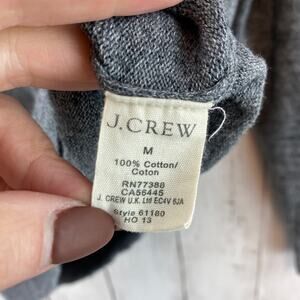 J.CREW
M
100% Cotton/
Coton
RN77388
CA56445
J. CREW U.K. Ltd EC4V 6JA
Style 61180
HO 13